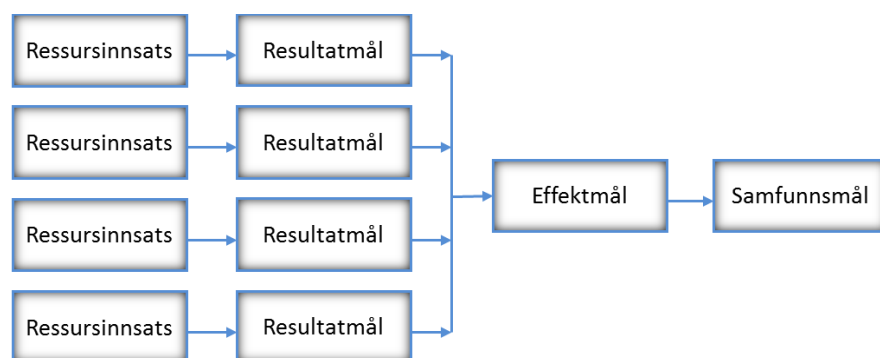 Ressursinnsats
Resultatmål
Ressursinnsats
Resultatmål
Ressursinnsats
Resultatmål
Ressursinnsats
Resultatmål
Effektmål
Samfunnsmål